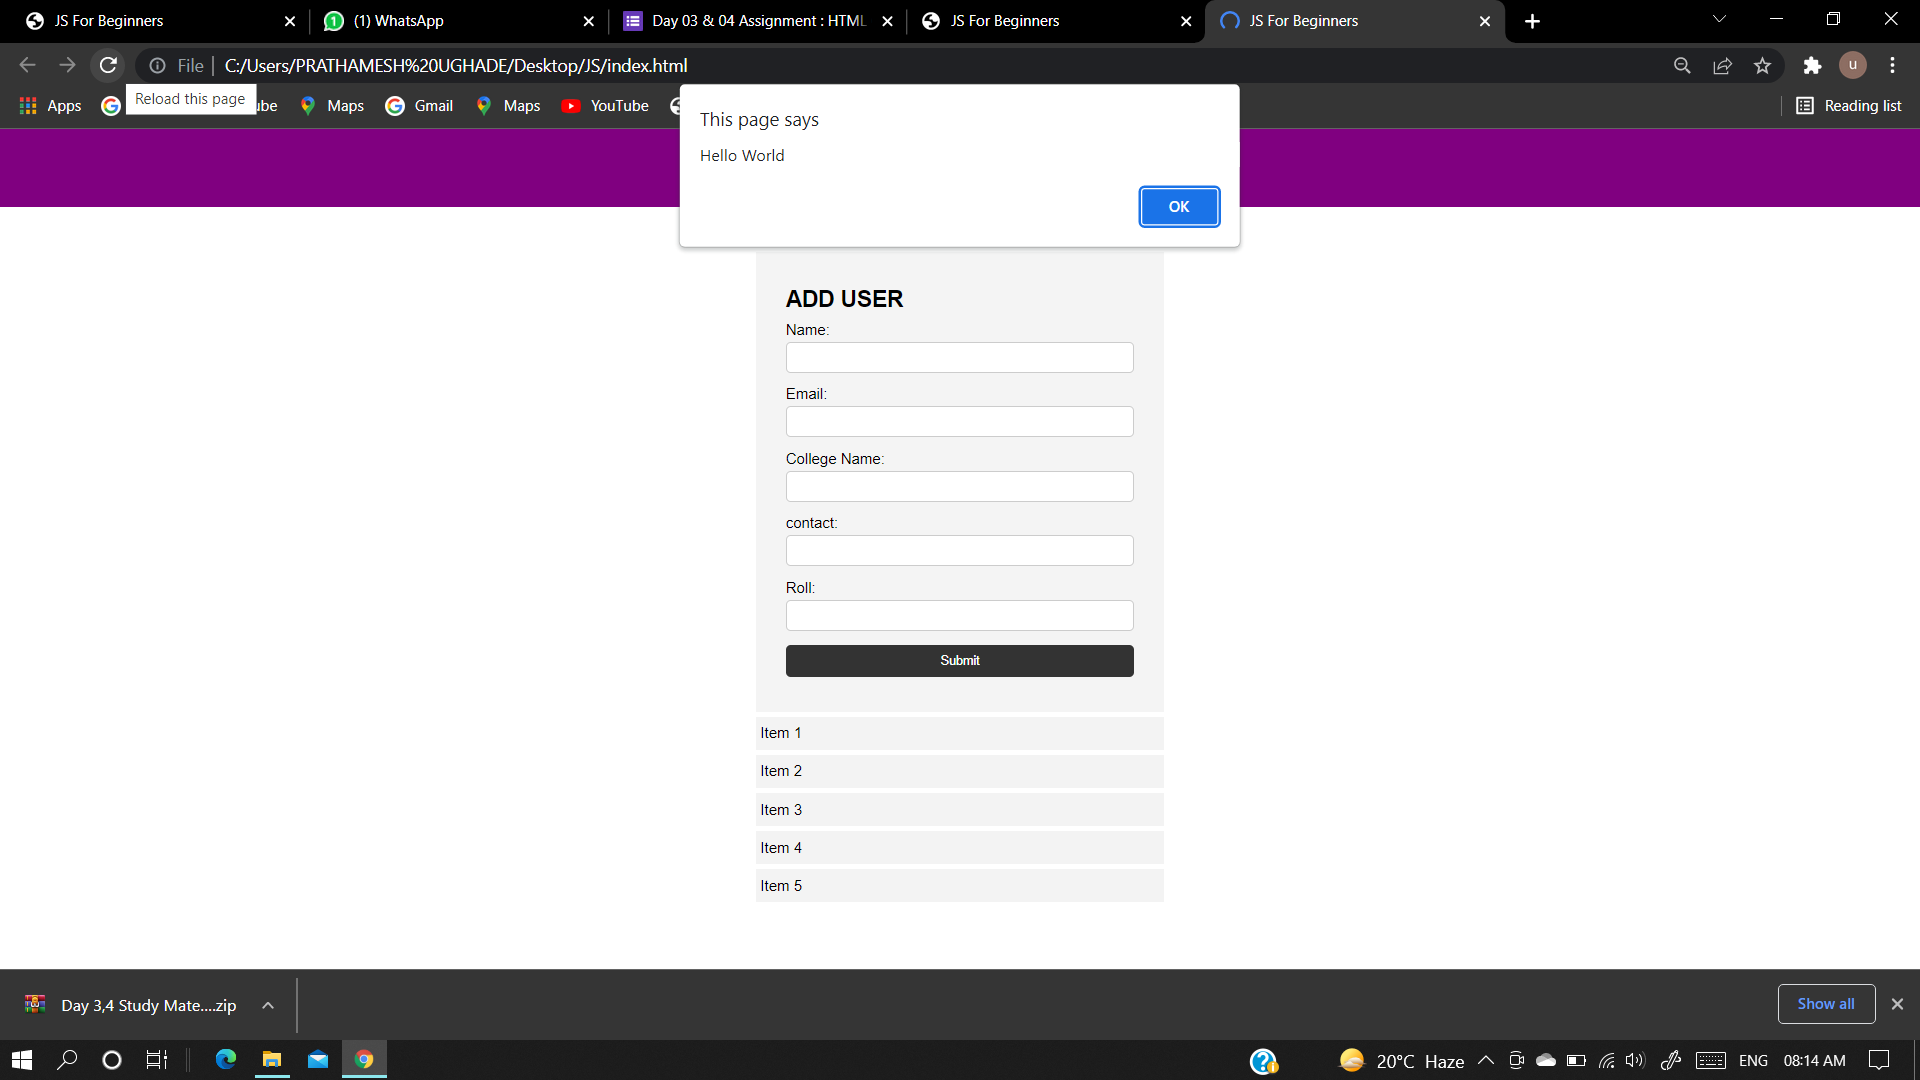 JS For Beginners
(1) WhatsApp
Day 03 & 04 Assignment : HTML
JS For Beginners
JS For Beginners
File
C:/Users/PRATHAMESH%20UGHADE/Desktop/JS/index.html
u
Apps
Reload this page
ube
Maps
Gmail
Maps
YouTube
Reading list
This page says
Hello World
OK
ADD USER
Name:
Email:
College Name:
contact:
Roll:
Submit
Item 1
Item 2
Item 3
Item 4
Item 5
Day 3,4 Study Mate....zip
Show all
20°C Haze
ENG
08:14 AM